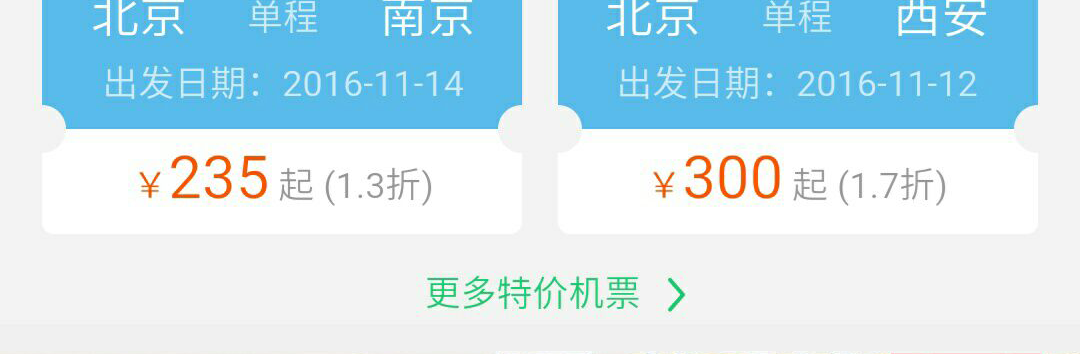 北京 单程 南京
出发日期：2016-11-14
¥235 起 (1.3折)
北京 单程 西安
出发日期：2016-11-12
¥300 起 (1.7折)
更多特价机票